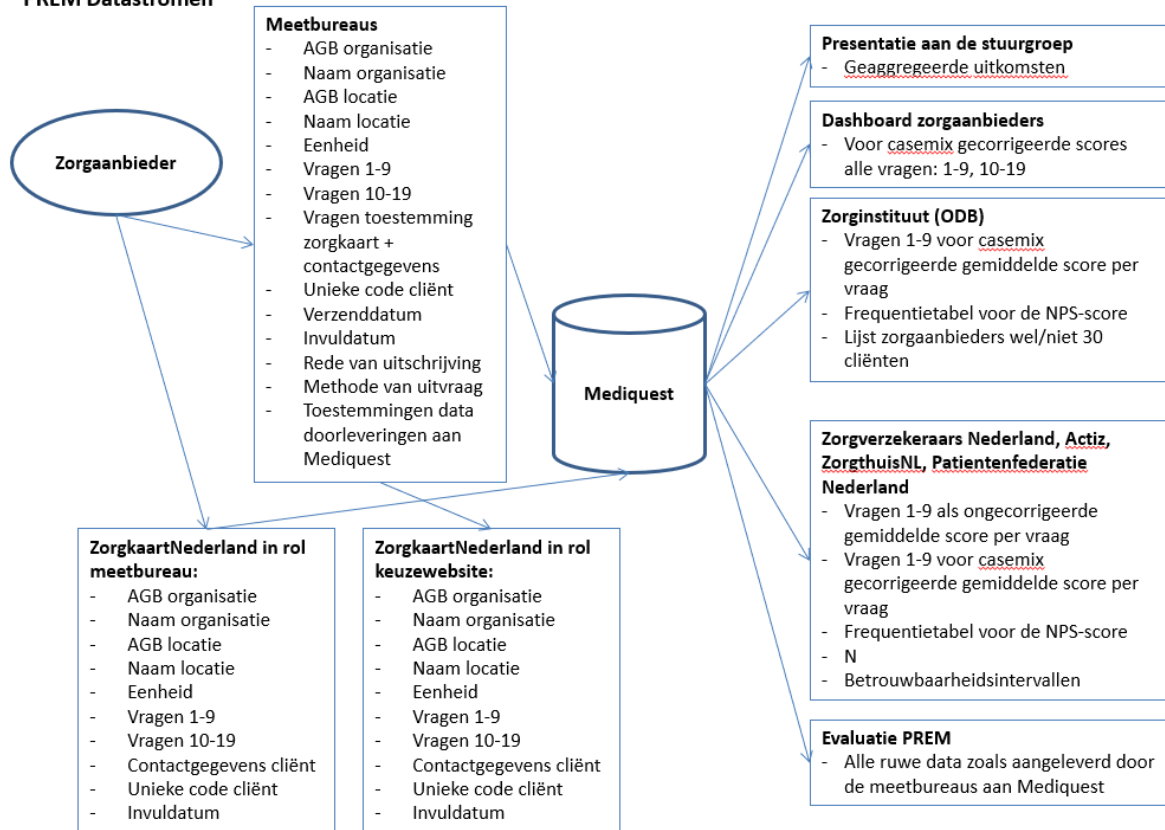 PREM Datastromen
Zorgaanbieder
Meetbureaus
- AGB organisatie
- Naam organisatie
- AGB locatie
- Naam locatie
- Eenheid
- Vragen 1-9
- Vragen 10-19
- Vragen toestemming
zorgkaart +
contactgegevens
- Unieke code cliënt
- Verzenddatum
- Invuldatum
- Rede van uitschrijving
- Methode van uitvraag
- Toestemmingen data
doorleveringen aan
Mediquest
ZorgkaartNederland in rol
meetbureau:
- AGB organisatie
- Naam organisatie
- AGB locatie
- Naam locatie
- Eenheid
- Vragen 1-9
- Vragen 10-19
- Contactgegevens cliënt
- Unieke code cliënt
- Invuldatum
ZorgkaartNederland in rol
keuzewebsite:
- AGB organisatie
- Naam organisatie
- AGB locatie
- Naam locatie
- Eenheid
- Vragen 1-9
- Vragen 10-19
- Contactgegevens cliënt
- Unieke code cliënt
- Invuldatum
Mediquest
Presentatie aan de stuurgroep
- Geaggregeerde uitkomsten
Dashboard zorgaanbieders
- Voor casemix gecorrigeerde scores
alle vragen: 1-9, 10-19
Zorginstituut (ODB)
- Vragen 1-9 voor casemix
gecorrigeerde gemiddelde score per
vraag
- Frequentietabel voor de NPS-score
- Lijst zorgaanbieders wel/niet 30
cliënten
Zorgverzekeraars Nederland, Actiz,
ZorgthuisNL, Patientenfederatie
Nederland
- Vragen 1-9 als ongecorrigeerde
gemiddelde score per vraag
- Vragen 1-9 voor casemix
gecorrigeerde gemiddelde score per
vraag
- Frequentietabel voor de NPS-score
- N
- Betrouwbaarheidsintervallen
Evaluatie PREM
- Alle ruwe data zoals aangeleverd door
de meetbureaus aan Mediquest